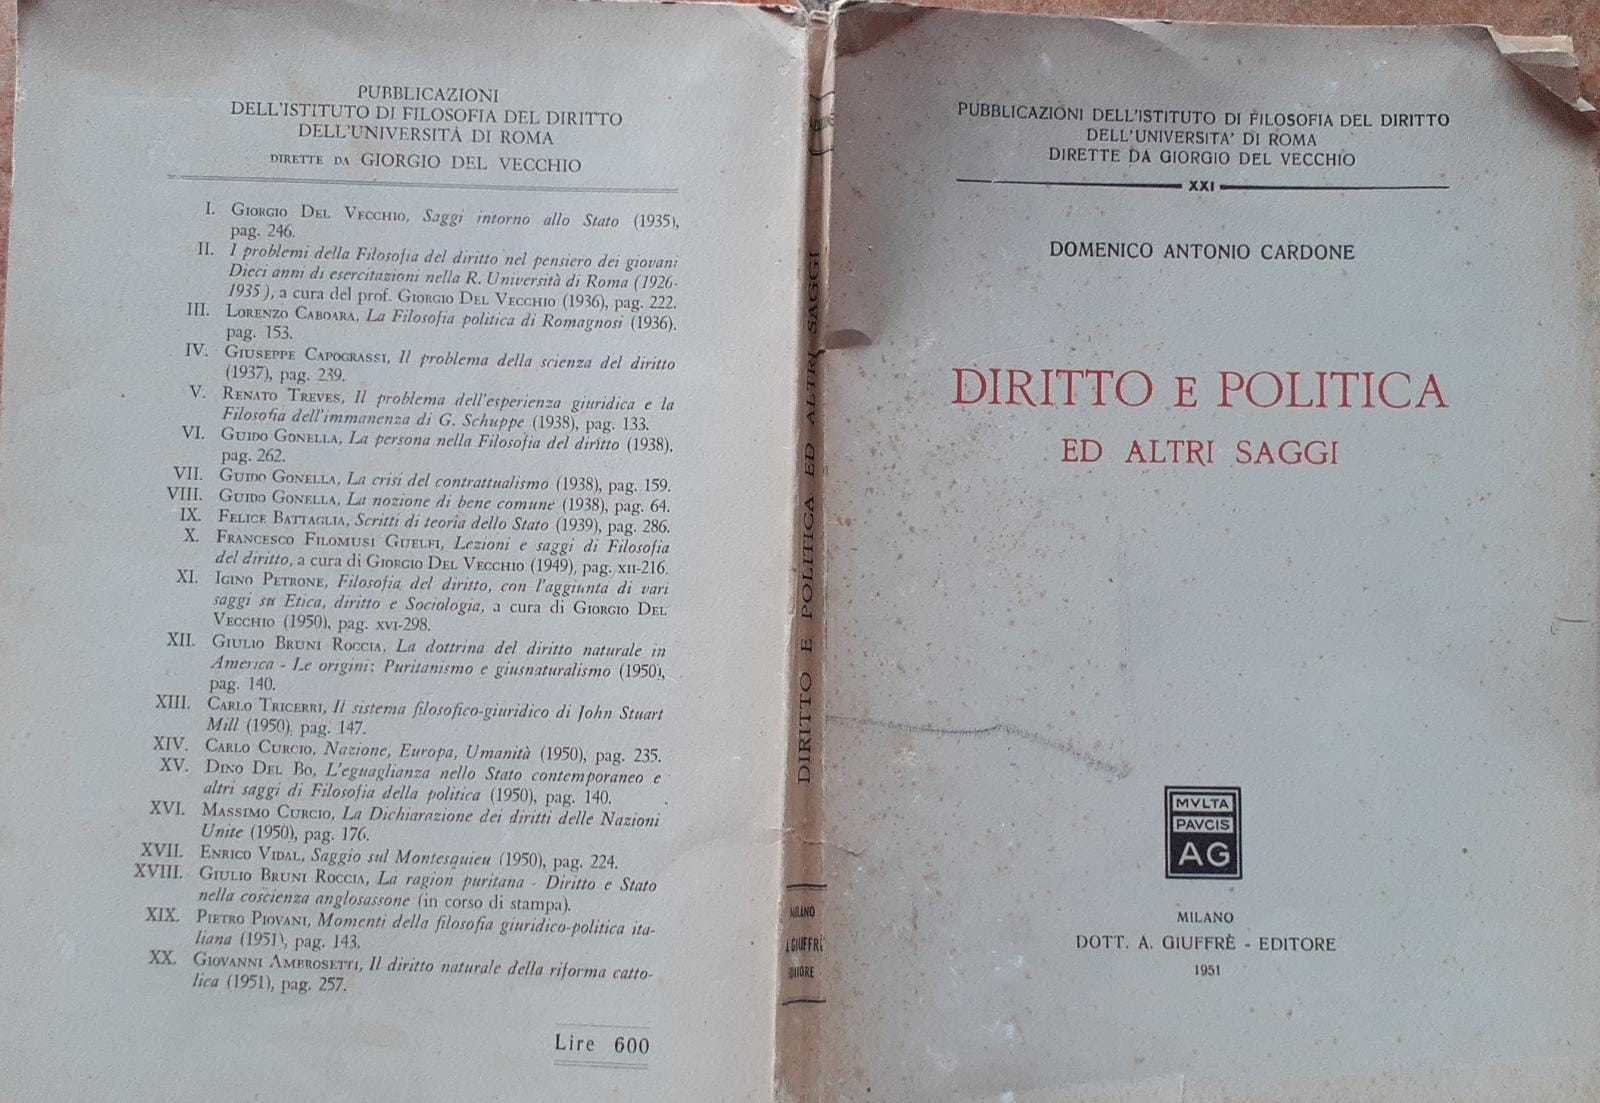 PUBBLICAZIONI
DELL'ISTITUTO DI FILOSOFIA DEL DIRITTO
DELL'UNIVERSITÀ DI ROMA
DIRETTE DA GIORGIO DEL VECCHIO
I. GIORGIO DEL VECCHIO, Saggi intorno allo Stato (1935),
pag. 246.
II. I problemi della Filosofia del diritto nel pensiero dei giovani
Dieci anni di esercitazioni nella R. Università di Roma (1926-
1935), a cura del prof. GIORGIO DEL VECCHIO (1936), pag. 222.
III. LORENZO CABOARA, La Filosofia politica di Romagnosi (1936),
pag. 153.
IV. GIUSEPPE CAPOGRASSI, Il problema della scienza del diritto
(1937), pag. 239.
V. RENATO TREVES, Il problema dell'esperienza giuridica e la
Filosofia dell'immanenza di G. Schuppe (1938), pag. 133.
VI. GUIDO GONELLA, La persona nella Filosofia del diritto (1938),
pag. 262.
VII. GUIDO GONELLA, La crisi del contrattualismo (1938), pag. 159.
VIII. GUIDO GONELLA, La nozione di bene comune (1938), pag. 64.
IX. FELICE BATTAGLIA, Scritti di teoria dello Stato (1939), pag. 286.
X. FRANCESCO FILOMUSI GUELFI, Lezioni e saggi di Filosofia
del diritto, a cura di GIORGIO DEL VECCHIO (1949), pag. XII-216.
XI. IGINO PETRONE, Filosofia del diritto, con l'aggiunta di vari
saggi su Etica, diritto e Sociologia, a cura di GIORGIO DEL
VECCHIO (1950), pag. XVI-298.
XII. GIULIO BRUNI ROCCIA, La dottrina del diritto naturale in
America - Le origini: Puritanismo e giusnaturalismo (1950),
pag. 140.
XIII. CARLO TRICERRI, Il sistema filosofico-giuridico di John Stuart
Mill (1950), pag. 147.
XIV. CARLO CURCIO, Nazione, Europa, Umanità (1950), pag. 235.
XV. DINO DEL BO, L'eguaglianza nello Stato contemporaneo e
altri saggi di Filosofia della politica (1950), pag. 140.
XVI. MASSIMO CURCIO, La Dichiarazione dei diritti delle Nazioni
Unite (1950), pag. 176.
XVII. ENRICO VIDAL, Saggio sul Montesquieu (1950), pag. 224.
XVIII. GIULIO BRUNI ROCCIA, La ragion puritana - Diritto e Stato
nella coscienza anglosassone (in corso di stampa).
XIX. PIETRO PIOVANI, Momenti della filosofia giuridico-politica ita-
liana (1951), pag. 143.
XX. GIOVANNI AMBROSETTI, Il diritto naturale della riforma catto-
lica (1951), pag. 257.
Lire 600
DIRITTO E POLITICA ED ALTRI SAGGI
MILANO
A. GIUFFRÈ
EDITORE
PUBBLICAZIONI DELL'ISTITUTO DI FILOSOFIA DEL DIRITTO
DELL'UNIVERSITA' DI ROMA
DIRETTE DA GIORGIO DEL VECCHIO
XXI
DOMENICO ANTONIO CARDONE
DIRITTO E POLITICA
ED ALTRI SAGGI
MVLTA
PAVCIS
AG
MILANO
DOTT. A. GIUFFRÈ - EDITORE
1951